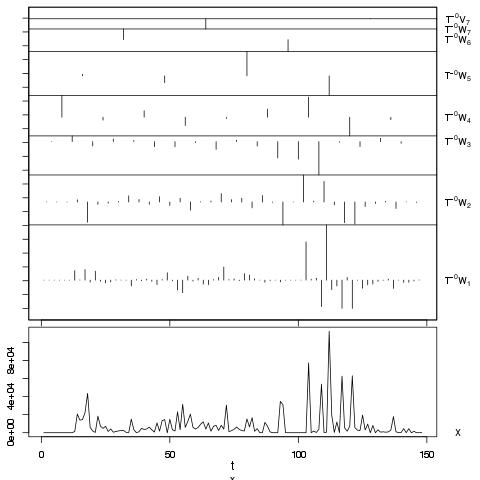 T⁻⁰V₇
T⁻⁰W₇
T⁻⁰W₆
T⁻⁰W₅
T⁻⁰W₄
T⁻⁰W₃
T⁻⁰W₂
T⁻⁰W₁
8e+04
4e+04
0e+00
X
0 50 100 150
t
x